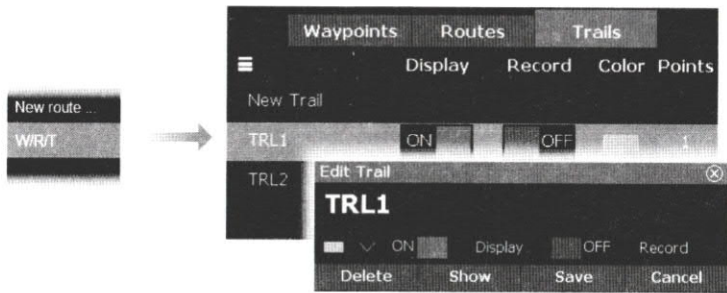 New route ...
W/R/T
Waypoints Routes Trails
Display Record Color Points
New Trail
TRL1 ON OFF 1
TRL2
Edit Trail
TRL1
ON Display OFF Record
Delete Show Save Cancel